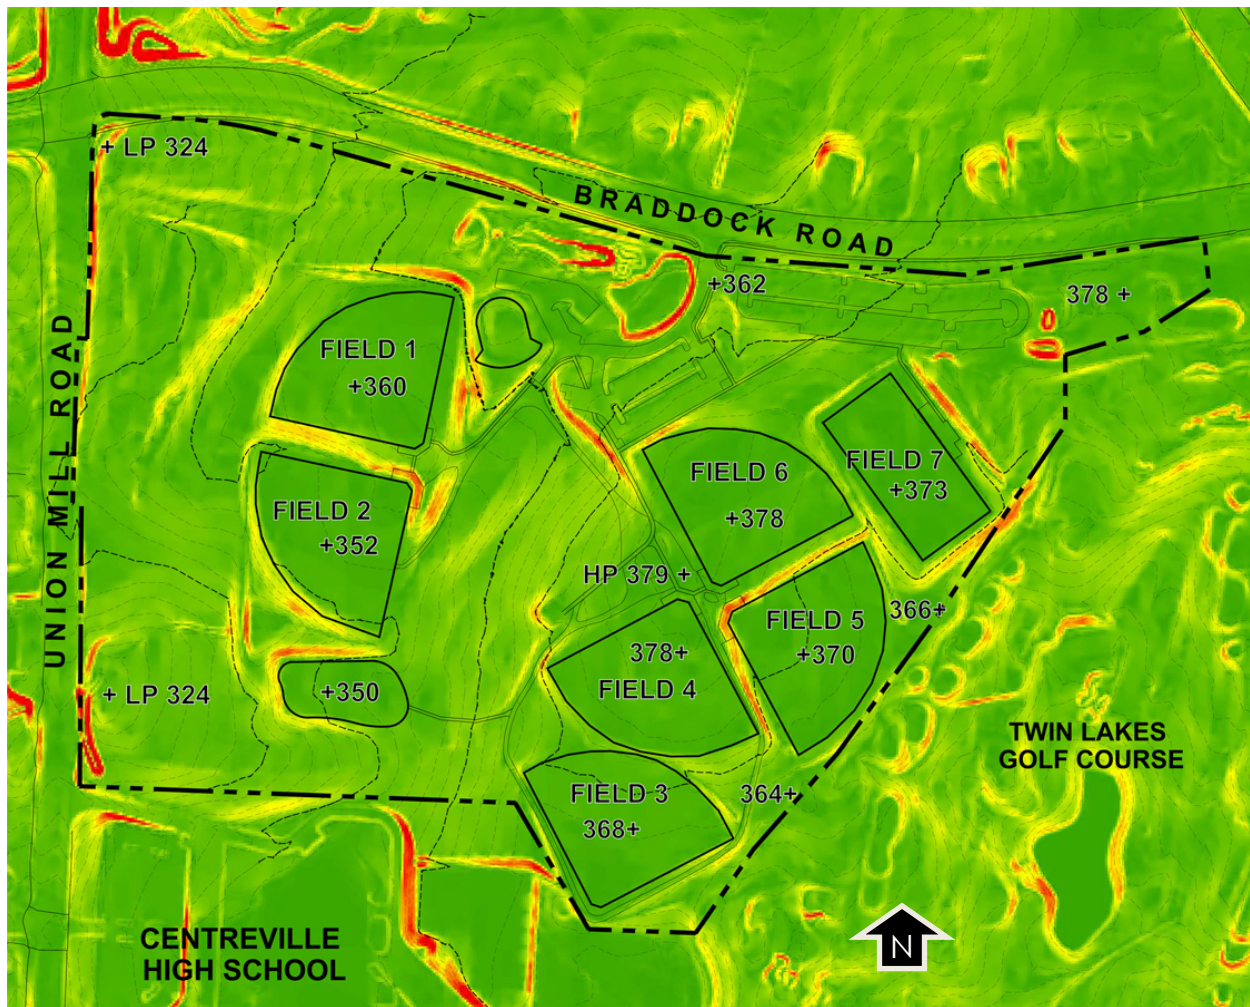 + LP 324
BRADDOCK ROAD
+362
378 +
UNION MILL ROAD
FIELD 1
+360
FIELD 6
+378
FIELD 7
+373
FIELD 2
+352
HP 379 +
366+
FIELD 5
+370
378+
FIELD 4
+ LP 324
+350
TWIN LAKES
GOLF COURSE
FIELD 3
368+
364+
CENTREVILLE
HIGH SCHOOL
N